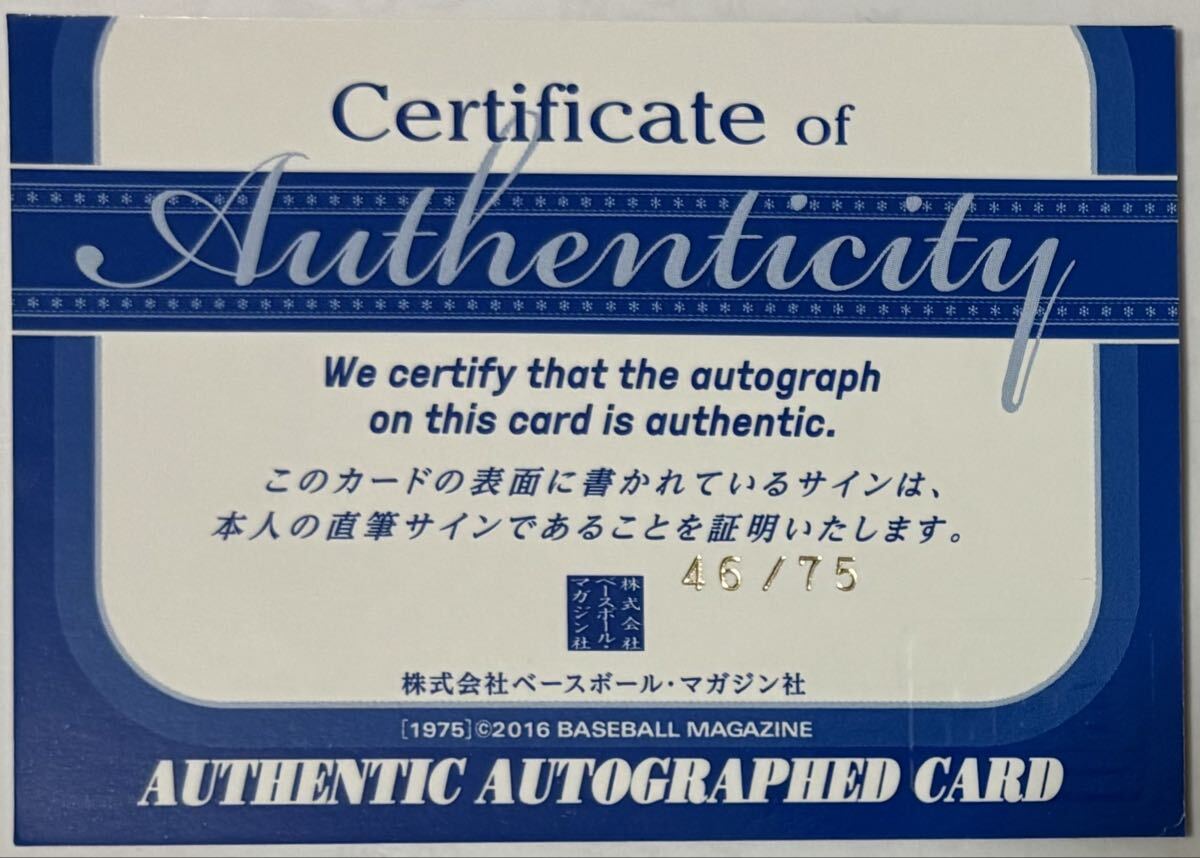 Certificate of
Authenticity
We certify that the autograph
on this card is authentic.
このカードの表面に書かれているサインは、
本人の直筆サインであることを証明いたします。
46/75
株式会社
ベースボール・
マガジン社
株式会社ベースボール・マガジン社
[1975]©2016 BASEBALL MAGAZINE
AUTHENTIC AUTOGRAPHED CARD